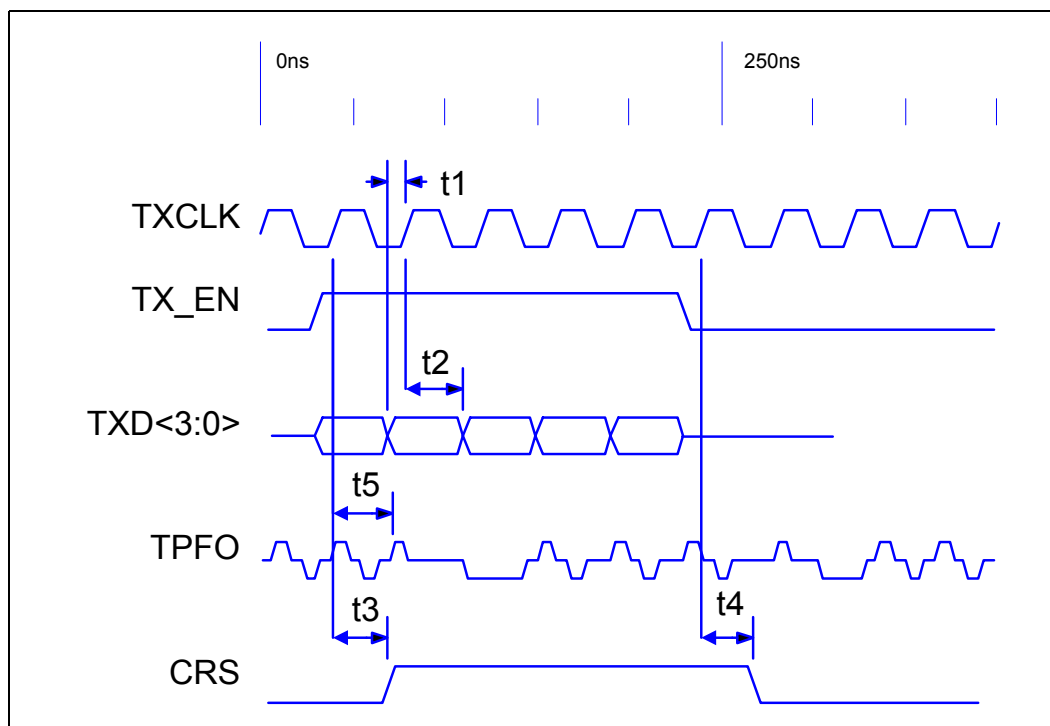 0ns 250ns
t1
TXCLK
TX_EN
t2
TXD<3:0>
t5
TPFO
t3 t4
CRS